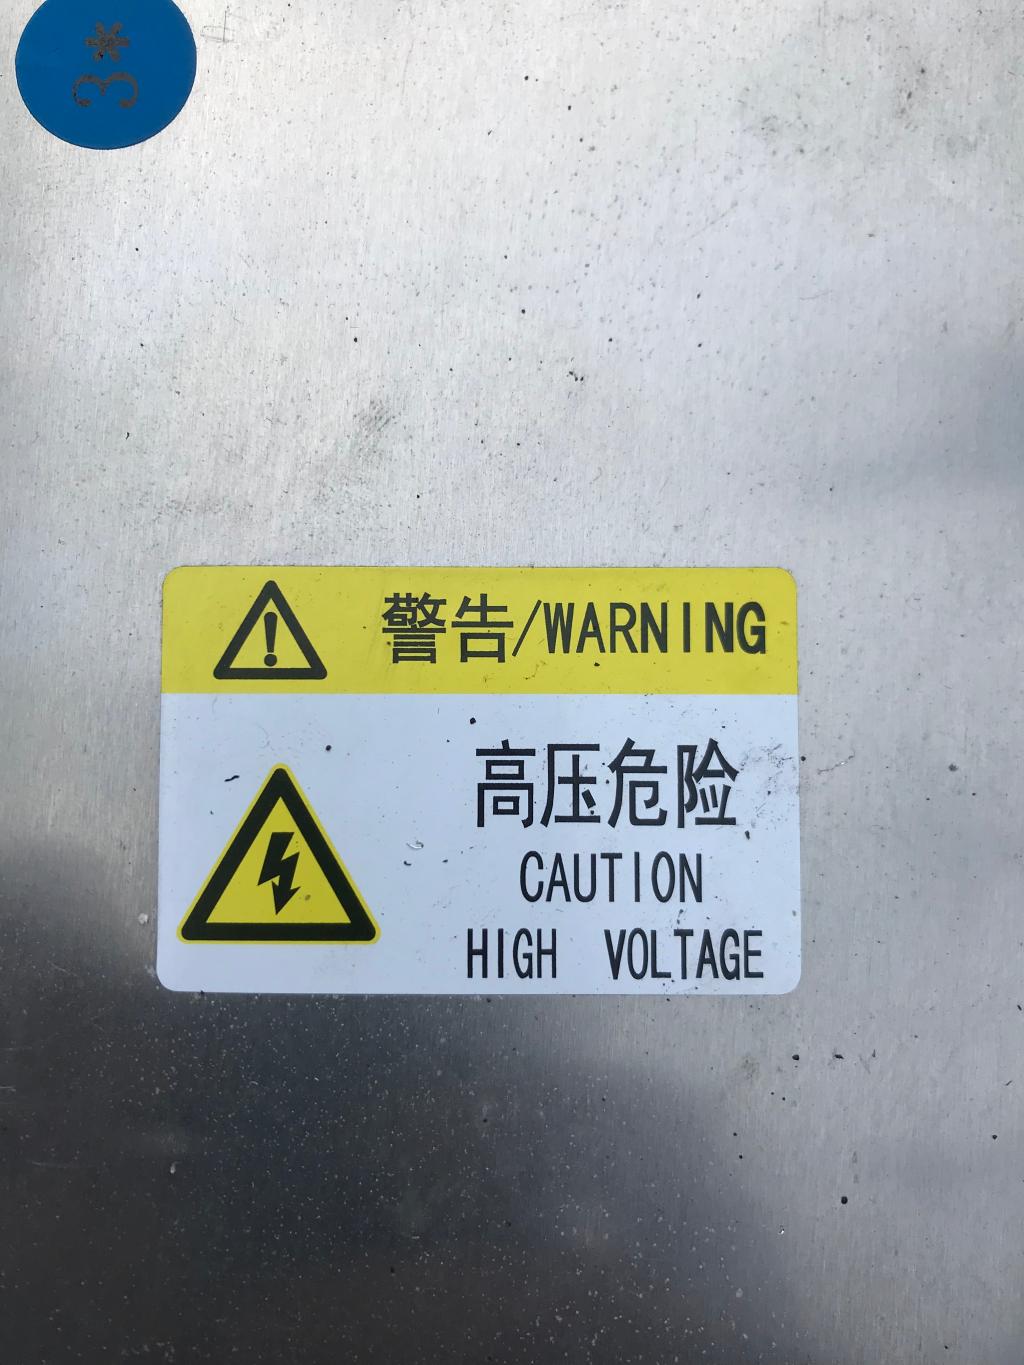 3*
警告/WARNING
高压危险
CAUTION
HIGH VOLTAGE